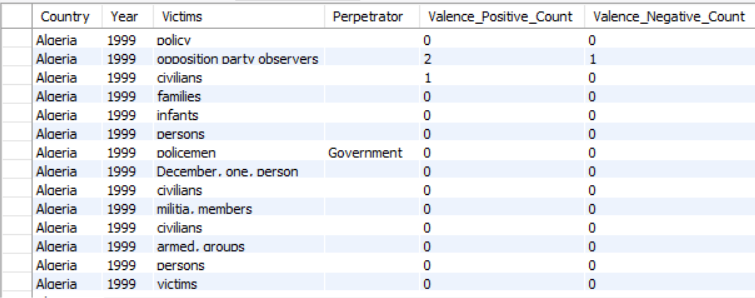 Country Year Victims Perpetrator Valence_Positive_Count Valence_Negative_Count
Algeria 1999 policy 0 0
Algeria 1999 opposition party observers 2 1
Algeria 1999 civilians 1 0
Algeria 1999 families 0 0
Algeria 1999 infants 0 0
Algeria 1999 persons 0 0
Algeria 1999 policemen Government 0 0
Algeria 1999 December, one, person 0 0
Algeria 1999 civilians 0 0
Algeria 1999 militia, members 0 0
Algeria 1999 civilians 0 0
Algeria 1999 armed, groups 0 0
Algeria 1999 persons 0 0
Algeria 1999 victims 0 0